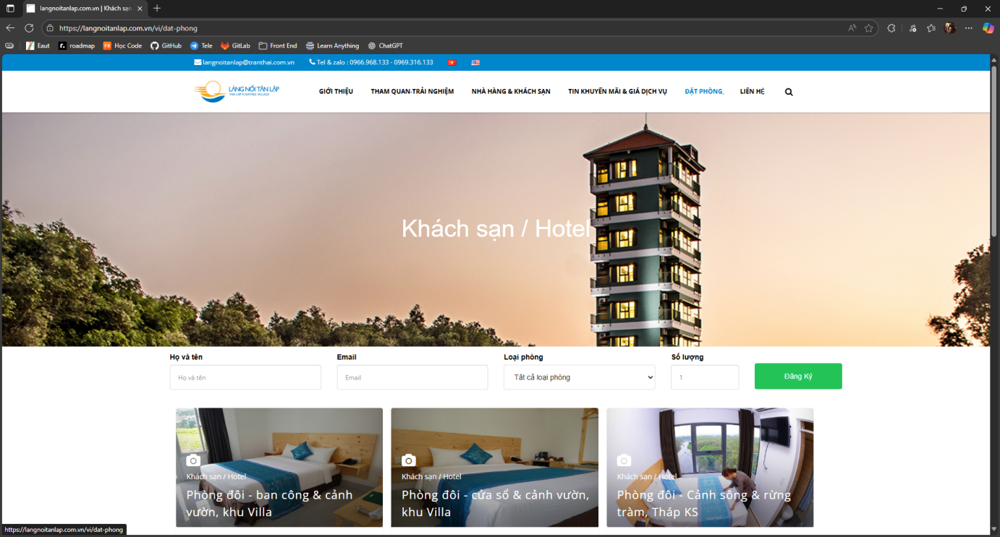 langnoitanlap.com.vn | Khách sạn
https://langnoitanlap.com.vn/vi/dat-phong
Eaut roadmap Học Code GitHub Tele GitLab Front End Learn Anything ChatGPT
langnoitanlap@tranthai.com.vn Tel & zalo : 0966.968.133 - 0969.316.133
LÀNG NỔI TÂN LẬP
TAN LAP FLOATING VILLAGE
GIỚI THIỆU THAM QUAN-TRẢI NGHIỆM NHÀ HÀNG & KHÁCH SẠN TIN KHUYẾN MÃI & GIÁ DỊCH VỤ ĐẶT PHÒNG LIÊN HỆ
Khách sạn / Hotel
Họ và tên Email Loại phòng Số lượng
Họ và tên Email Tất cả loại phòng 1 Đăng Ký
Khách sạn / Hotel
Phòng đôi - ban công & cảnh
vườn, khu Villa
Khách sạn / Hotel
Phòng đôi - cửa sổ & cảnh vườn,
khu Villa
Khách sạn / Hotel
Phòng đôi - Cảnh sông & rừng
tràm, Tháp KS
https://langnoitanlap.com.vn/vi/dat-phong